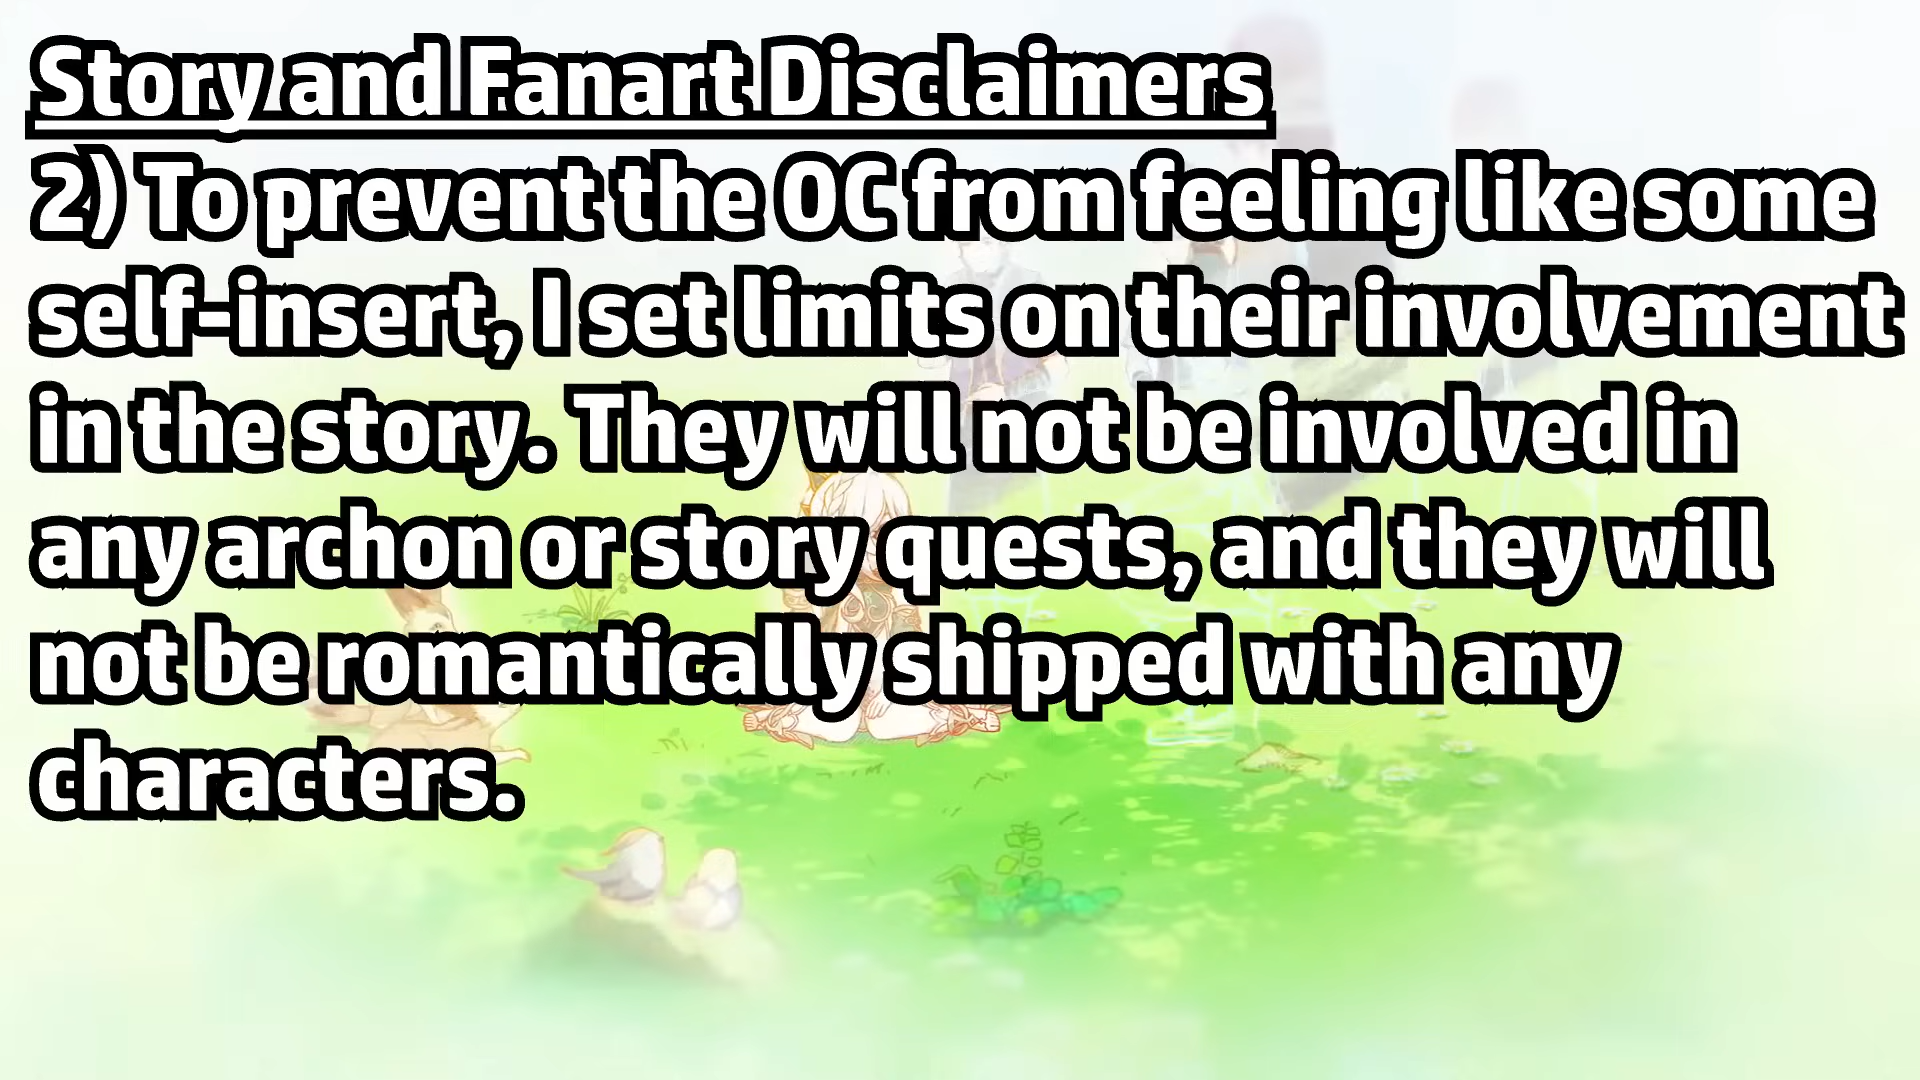 Story and Fanart Disclaimers
2) To prevent the OC from feeling like some
self-insert, I set limits on their involvement
in the story. They will not be involved in
any archon or story quests, and they will
not be romantically shipped with any
characters.